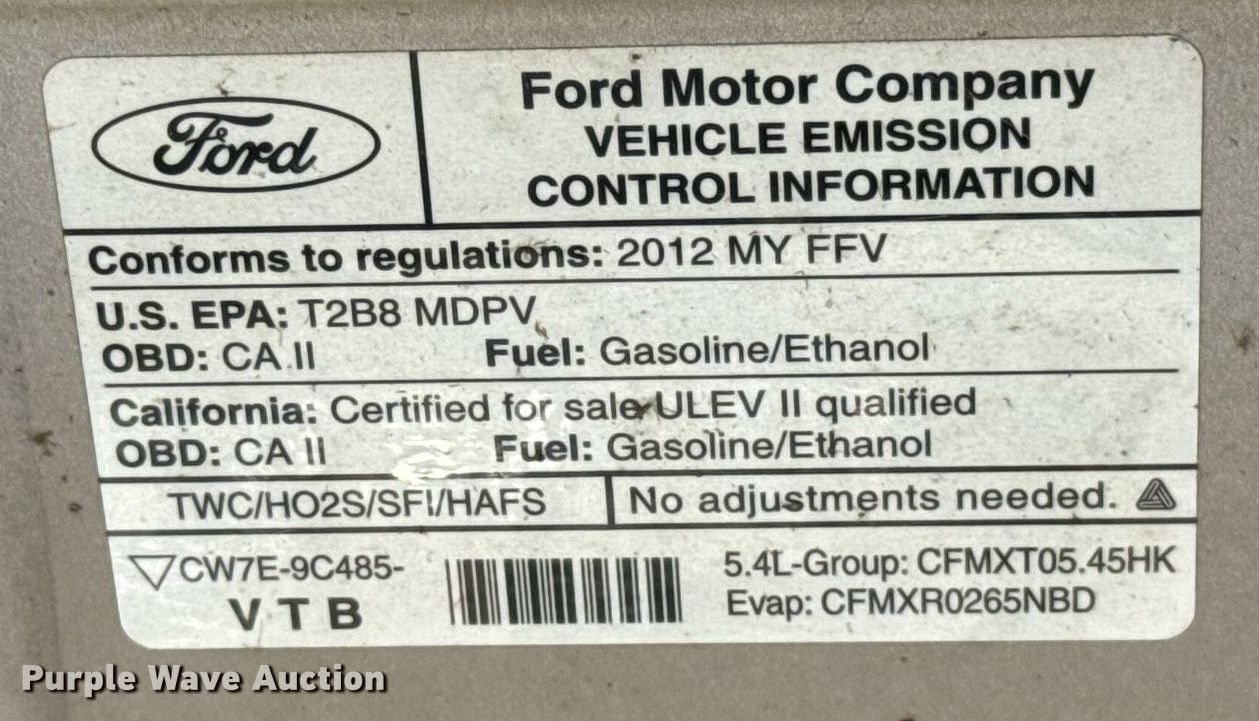 Ford
Ford Motor Company
VEHICLE EMISSION
CONTROL INFORMATION
Conforms to regulations: 2012 MY FFV
U.S. EPA: T2B8 MDPV
OBD: CA II Fuel: Gasoline/Ethanol
California: Certified for sale ULEV II qualified
OBD: CA II Fuel: Gasoline/Ethanol
TWC/HO2S/SFI/HAFS No adjustments needed.
CW7E-9C485- 5.4L-Group: CFMXT05.45HK
V T B Evap: CFMXR0265NBD
Purple Wave Auction